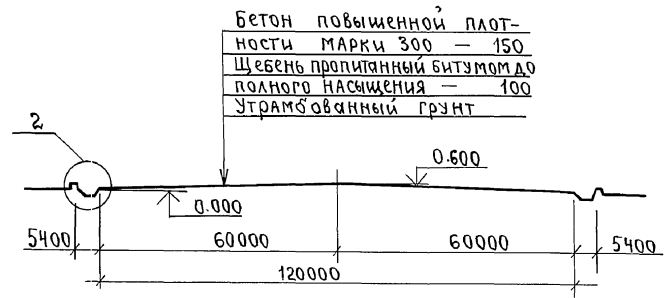 Бетон повышенной плот-
ности марки 300 — 150
Щебень пропитанный битумом до
полного насыщения — 100
Утрамбованный грунт
2
0.600
0.000
5400 60000 60000 5400
120000